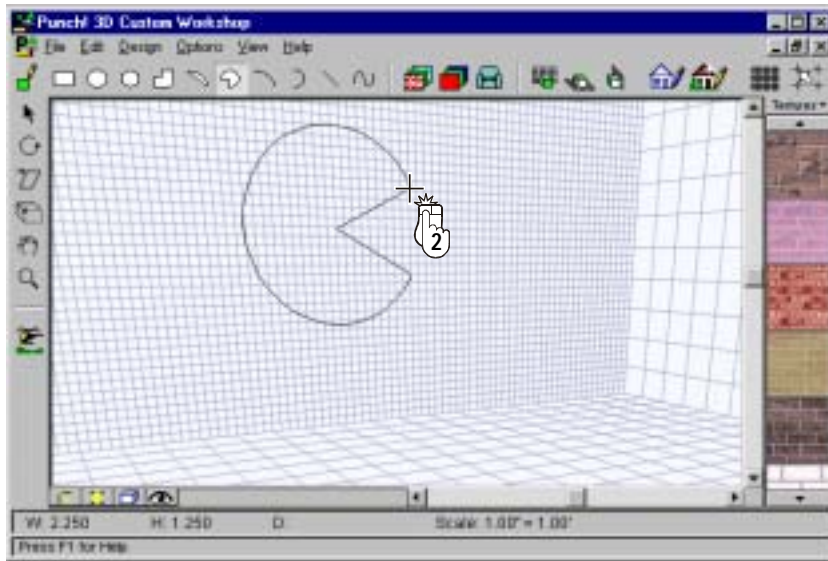 Punch! 3D Custom Workshop
File Edit Design Options View Help
Textures
2
W: 2.250 H: 1.250 D: Scale: 1.00" = 1.00"
Press F1 for Help